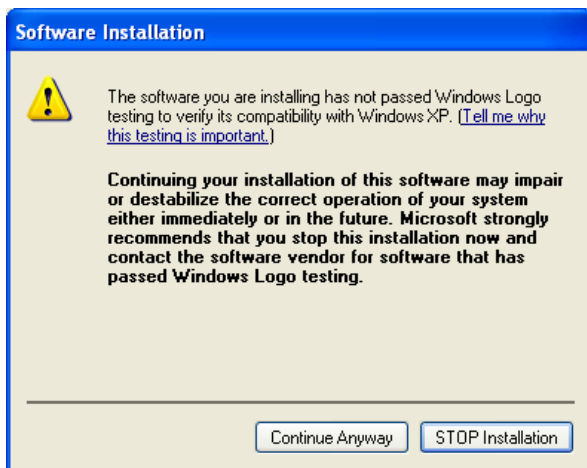 Software Installation
The software you are installing has not passed Windows Logo
testing to verify its compatibility with Windows XP. (Tell me why
this testing is important.)
Continuing your installation of this software may impair
or destabilize the correct operation of your system
either immediately or in the future. Microsoft strongly
recommends that you stop this installation now and
contact the software vendor for software that has
passed Windows Logo testing.
Continue Anyway
STOP Installation